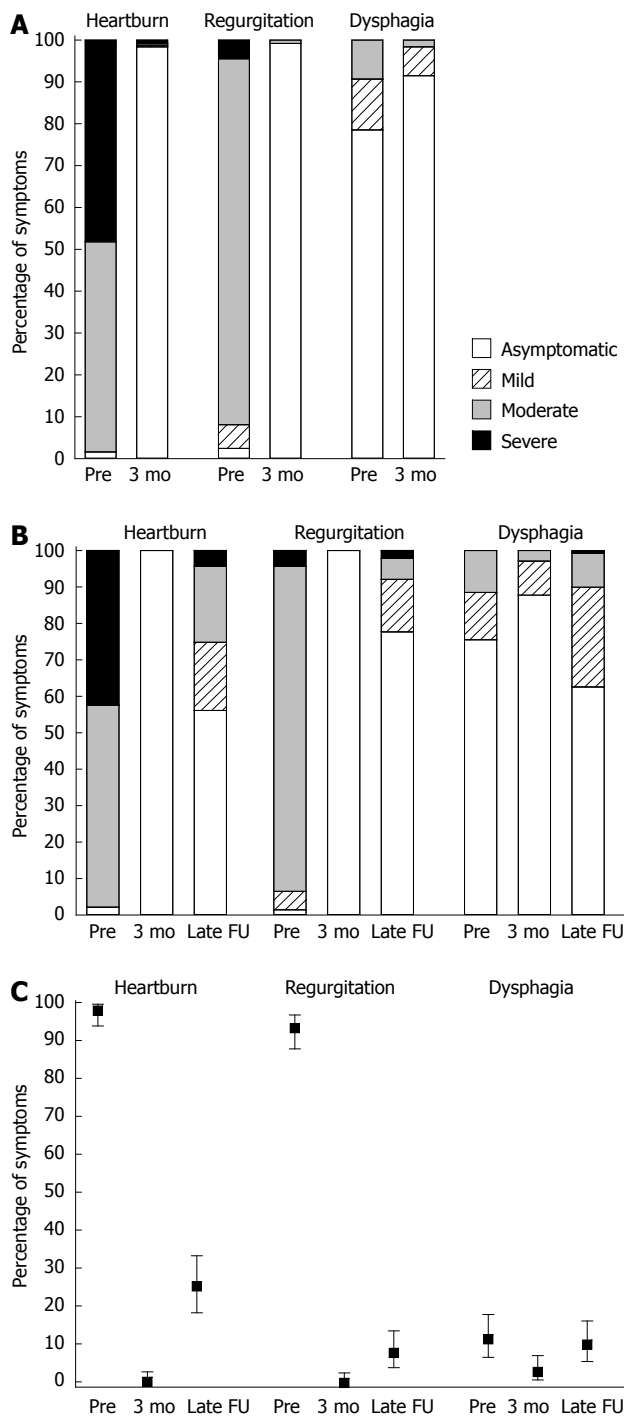 A
Heartburn Regurgitation Dysphagia
Percentage of symptoms
100
90
80
70
60
50
40
30
20
10
0
Pre 3 mo Pre 3 mo Pre 3 mo
Asymptomatic
Mild
Moderate
Severe
B
Heartburn Regurgitation Dysphagia
Percentage of symptoms
100
90
80
70
60
50
40
30
20
10
0
Pre 3 mo Late FU Pre 3 mo Late FU Pre 3 mo Late FU
C
Heartburn Regurgitation Dysphagia
Percentage of symptoms
100
90
80
70
60
50
40
30
20
10
0
Pre 3 mo Late FU Pre 3 mo Late FU Pre 3 mo Late FU